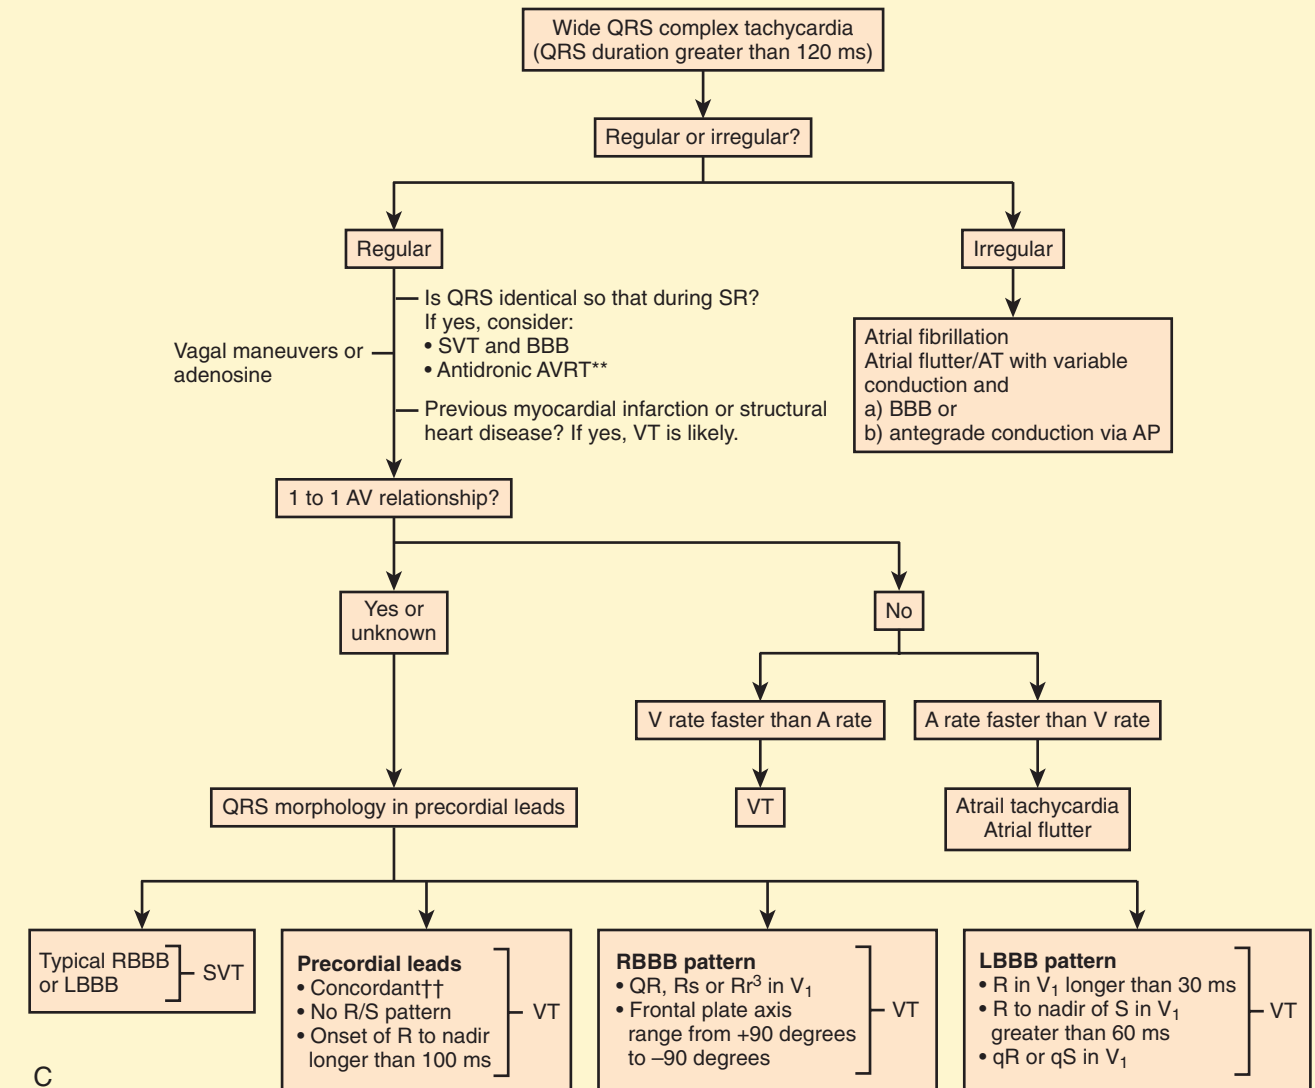 Wide QRS complex tachycardia
(QRS duration greater than 120 ms)
Regular or irregular?
Regular
Irregular
Is QRS identical so that during SR?
If yes, consider:
• SVT and BBB
• Antidronic AVRT**
Vagal maneuvers or
adenosine
Previous myocardial infarction or structural
heart disease? If yes, VT is likely.
Atrial fibrillation
Atrial flutter/AT with variable
conduction and
a) BBB or
b) antegrade conduction via AP
1 to 1 AV relationship?
Yes or
unknown
No
V rate faster than A rate
A rate faster than V rate
VT
Atrail tachycardia
Atrial flutter
QRS morphology in precordial leads
Typical RBBB
or LBBB
SVT
Precordial leads
• Concordant††
• No R/S pattern
• Onset of R to nadir
longer than 100 ms
VT
RBBB pattern
• QR, Rs or Rr³ in V₁
• Frontal plate axis
range from +90 degrees
to –90 degrees
VT
LBBB pattern
• R in V₁ longer than 30 ms
• R to nadir of S in V₁
greater than 60 ms
• qR or qS in V₁
VT
C